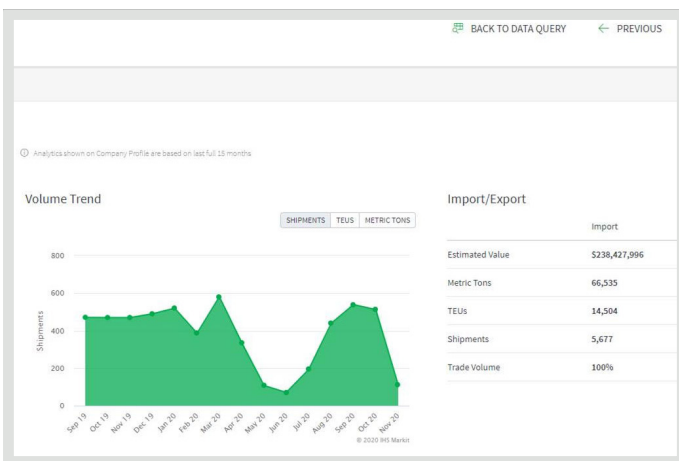 BACK TO DATA QUERY
PREVIOUS
Analytics shown on Company Profile are based on last full 15 months
Volume Trend
SHIPMENTS TEUS METRIC TONS
800
600
400
200
0
Shipments
Sep 19 Oct 19 Nov 19 Dec 19 Jan 20 Feb 20 Mar 20 Apr 20 May 20 Jun 20 Jul 20 Aug 20 Sep 20 Oct 20 Nov 20
© 2020 IHS Markit
Import/Export
Import
Estimated Value $238,427,996
Metric Tons 66,535
TEUs 14,504
Shipments 5,677
Trade Volume 100%